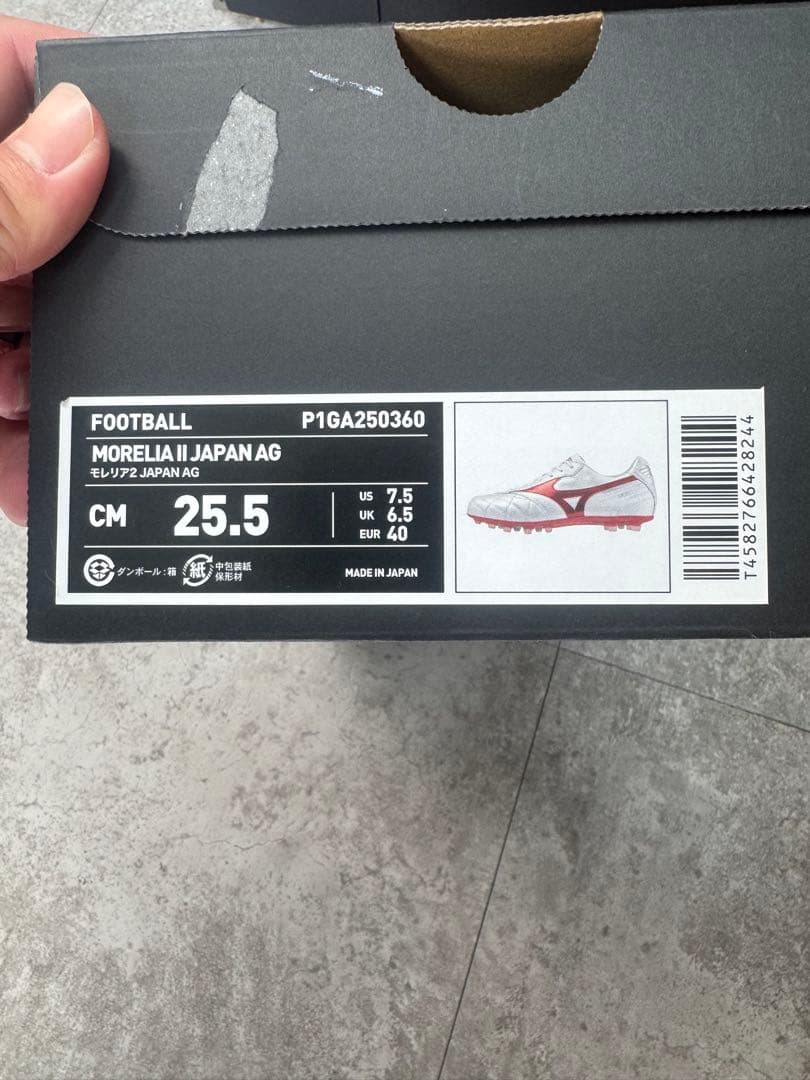 FOOTBALL P1GA250360
MORELIA II JAPAN AG
モレリア2 JAPAN AG
CM 25.5
US 7.5
UK 6.5
EUR 40
ダンボール:箱
紙 中包装紙
保形材
MADE IN JAPAN
T4582766428244